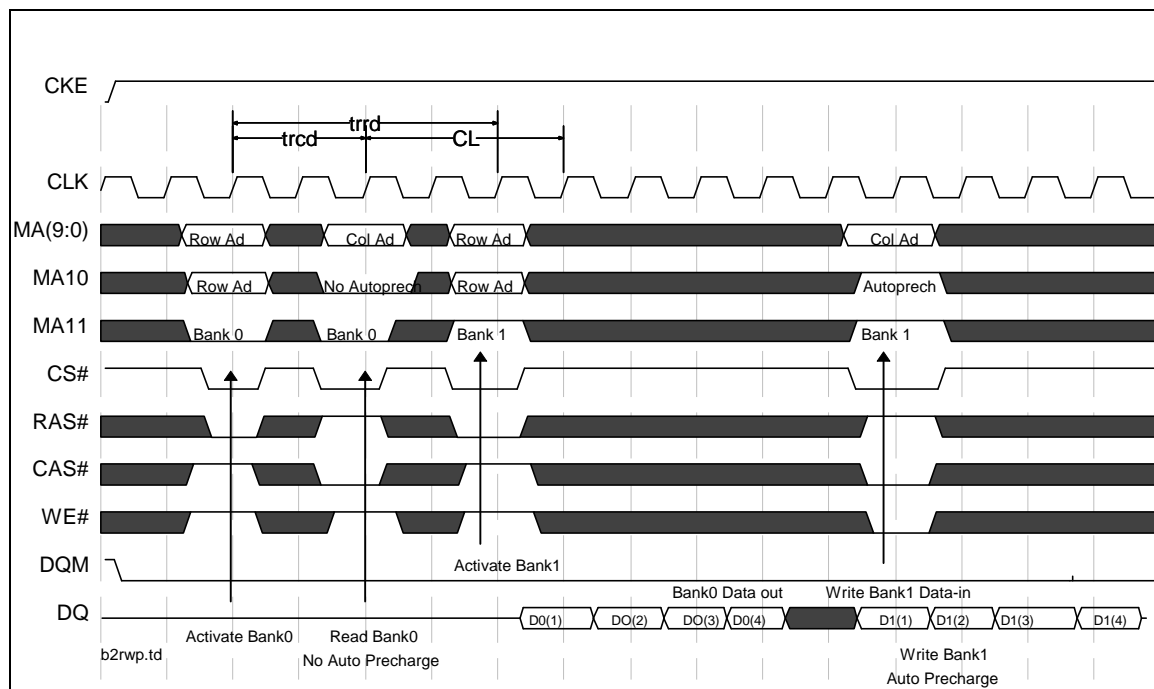 CKE
trrd
trcd CL
CLK
MA(9:0) Row Ad Col Ad Row Ad Col Ad
MA10 Row Ad No Autoprech Row Ad Autoprech
MA11 Bank 0 Bank 0 Bank 1 Bank 1
CS#
RAS#
CAS#
WE#
Activate Bank1
DQM
Bank0 Data out Write Bank1 Data-in
DQ D0(1) DO(2) DO(3) D0(4) D1(1) D1(2) D1(3) D1(4)
Activate Bank0 Read Bank0
b2rwp.td No Auto Precharge Write Bank1
Auto Precharge